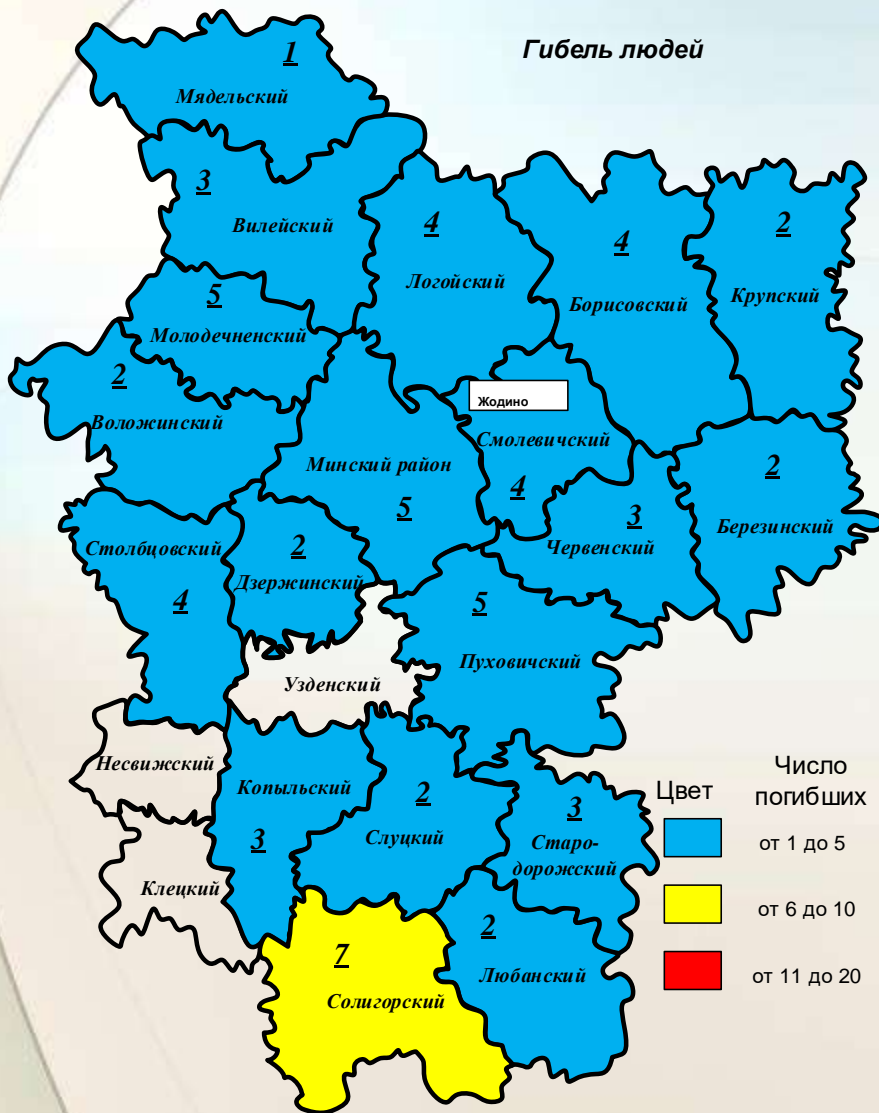 Гибель людей
1
Мядельский
3
Вилейский
4
Логойский
4
Борисовский
2
Крупский
5
Молодечненский
2
Воложинский
Жодино
Смолевичский
4
Минский район
5
3
Червенский
2
Березинский
Столбцовский
4
2
Дзержинский
5
Пуховичский
Узденский
Несвижский
Копыльский
3
2
Слуцкий
3
Старо-
дорожский
Клецкий
7
Солигорский
2
Любанский
Цвет
Число
погибших
от 1 до 5
от 6 до 10
от 11 до 20